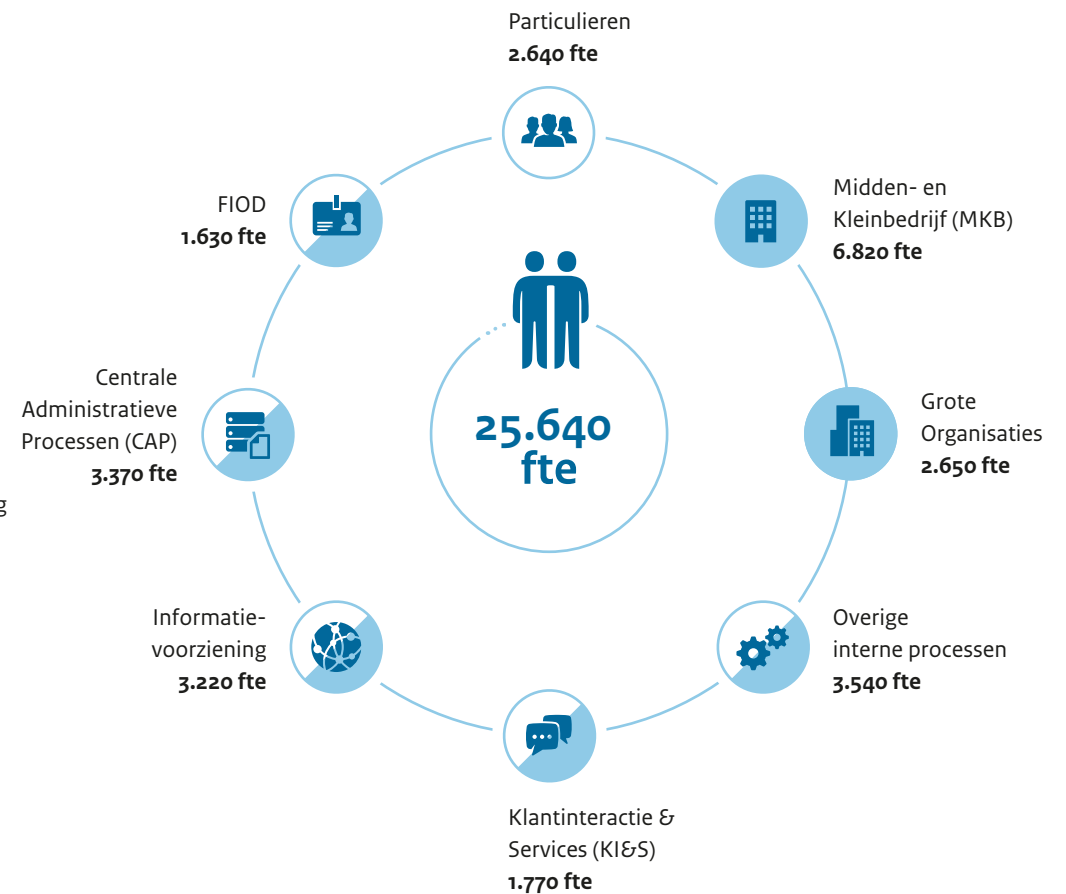 Particulieren
2.640 fte
Midden- en
Kleinbedrijf (MKB)
6.820 fte
Grote
Organisaties
2.650 fte
Overige
interne processen
3.540 fte
Klantinteractie &
Services (KI&S)
1.770 fte
Informatie-
voorziening
3.220 fte
Centrale
Administratieve
Processen (CAP)
3.370 fte
g
FIOD
1.630 fte
25.640
fte